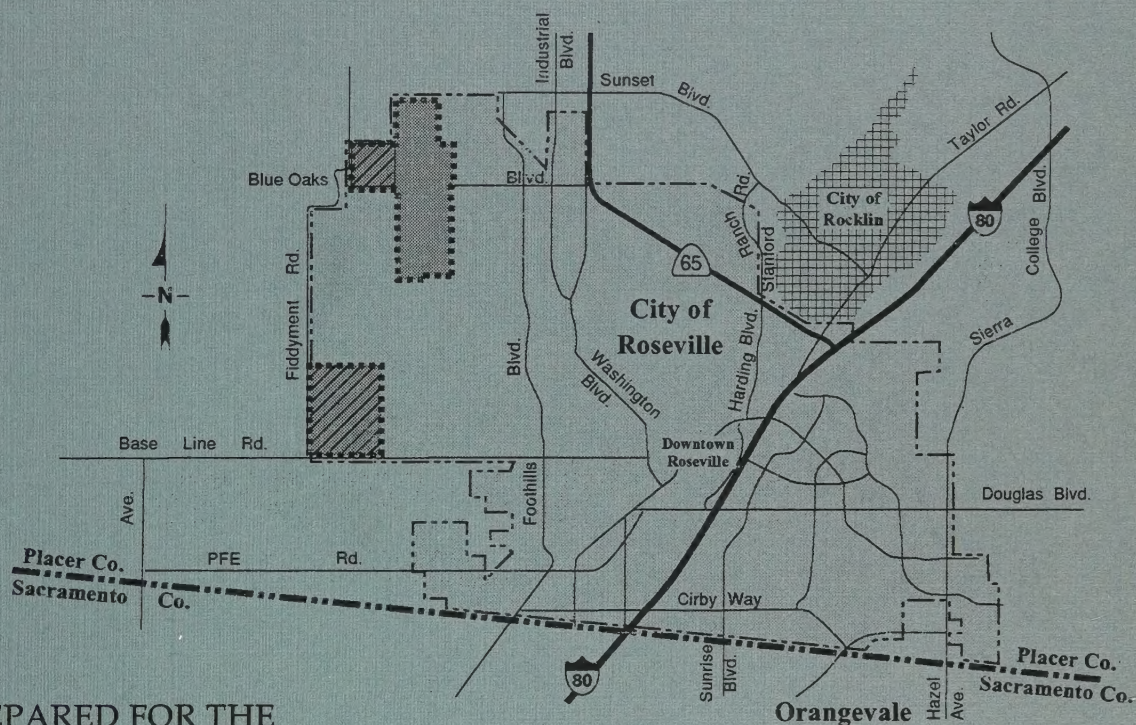 Industrial
Blvd.
Sunset
Blvd.
Taylor Rd.
Blue Oaks
Blvd.
Ranch Rd.
City of
Rocklin
80
College Blvd.
65
Stanford
N
Fiddyment Rd.
City of
Roseville
Sierra
Blvd.
Washington
Blvd.
Harding Blvd.
Base Line Rd.
Downtown
Roseville
Foothills
Douglas Blvd.
Ave.
Placer Co.
PFE Rd.
Sacramento Co.
Cirby Way
Sunrise
Blvd.
80
Placer Co.
Sacramento Co.
Hazel
Ave.
Orangevale
EPARED FOR THE